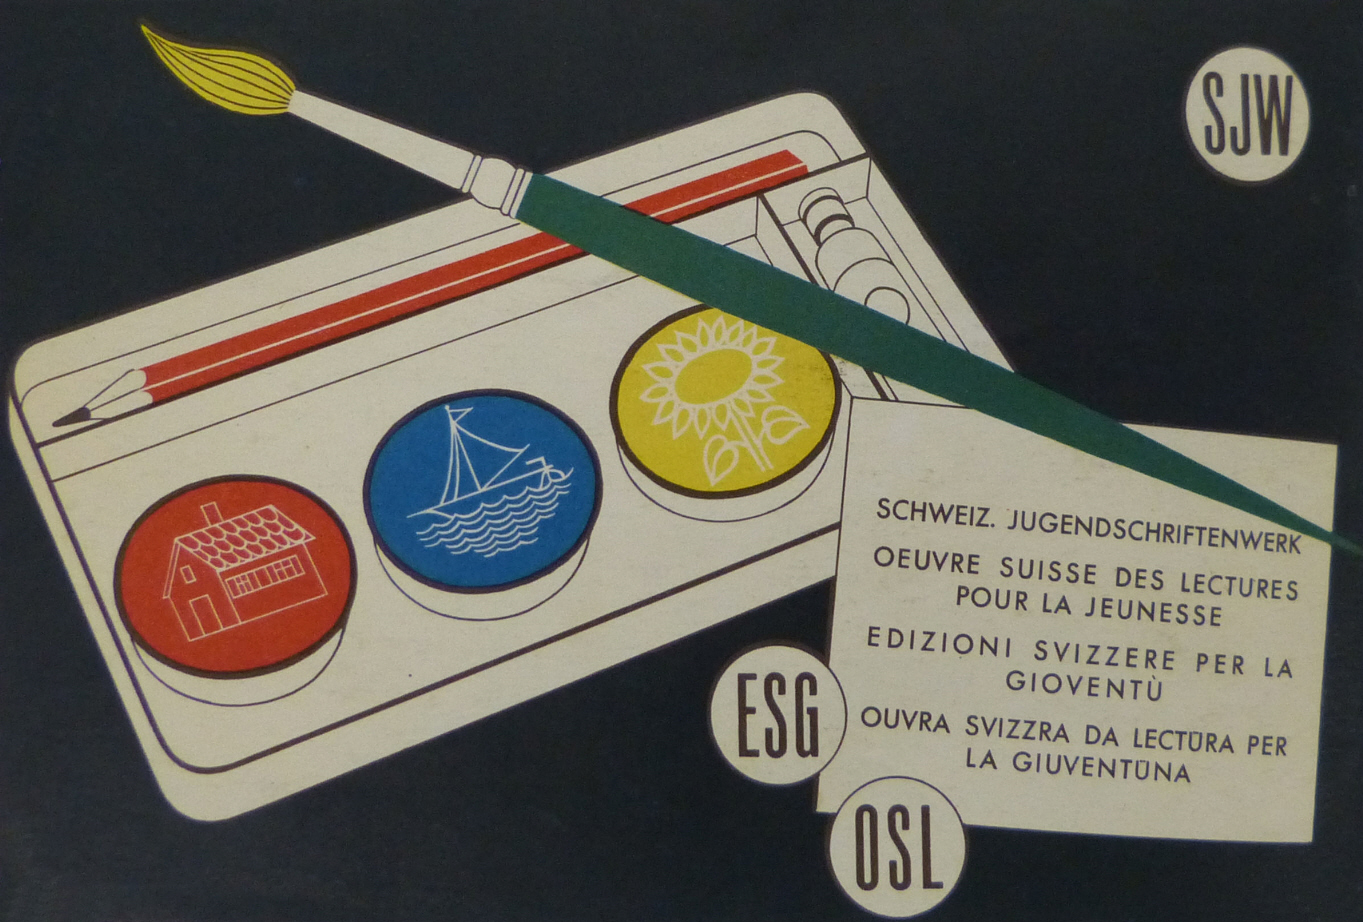 SJW
SCHWEIZ. JUGENDSCHRIFTENWERK
OEUVRE SUISSE DES LECTURES
POUR LA JEUNESSE
EDIZIONI SVIZZERE PER LA
GIOVENTÙ
OUVRA SVIZZRA DA LECTÜRA PER
LA GIUVENTÜNA
ESG
OSL